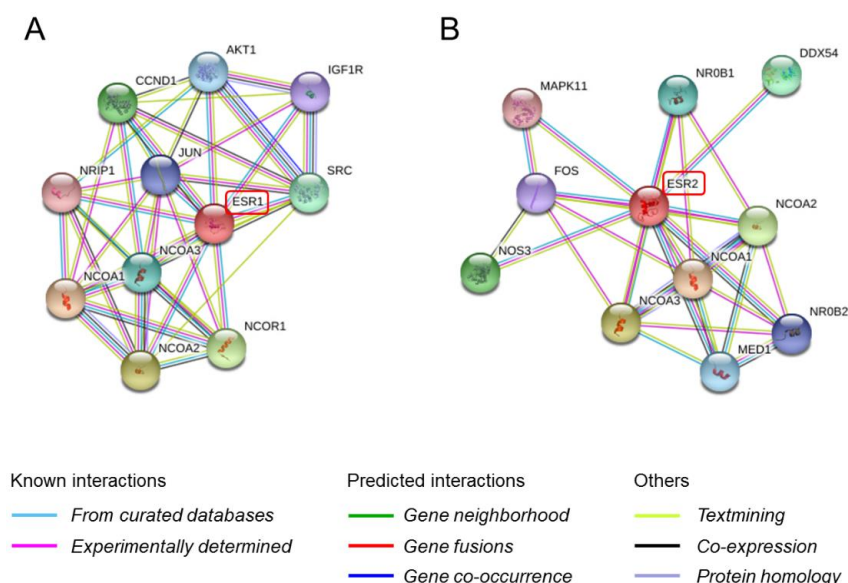 A
B
AKT1
CCND1
IGF1R
JUN
NRIP1
SRC
ESR1
NCOA3
NCOA1
NCOR1
NCOA2
DDX54
NR0B1
MAPK11
FOS
ESR2
NCOA2
NOS3
NCOA1
NCOA3
NR0B2
MED1
Known interactions
From curated databases
Experimentally determined
Predicted interactions
Gene neighborhood
Gene fusions
Gene co-occurrence
Others
Textmining
Co-expression
Protein homology